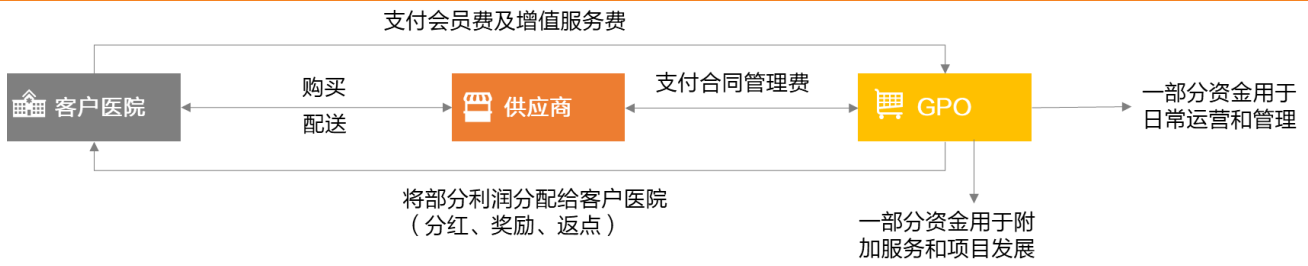 支付会员费及增值服务费
客户医院
购买
配送
供应商
支付合同管理费
GPO
一部分资金用于
日常运营和管理
将部分利润分配给客户医院
（分红、奖励、返点）
一部分资金用于附
加服务和项目发展